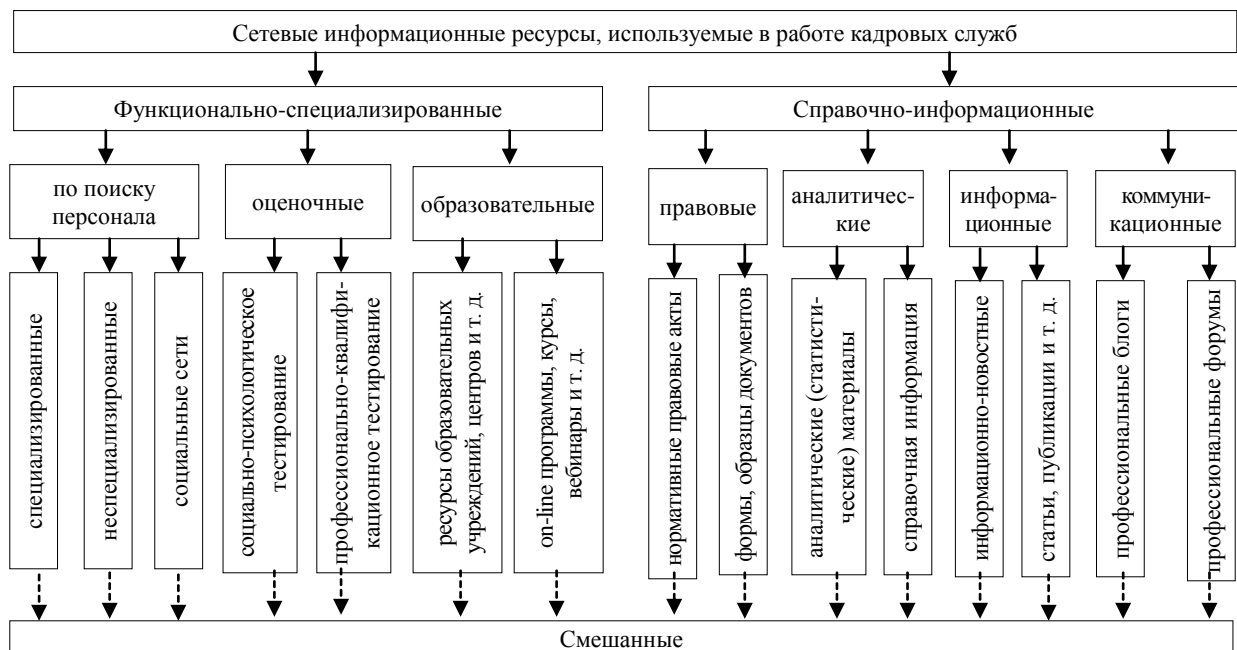 Сетевые информационные ресурсы, используемые в работе кадровых служб
Функционально-специализированные
Справочно-информационные
по поиску
персонала
оценочные
образовательные
правовые
аналитичес-
кие
информа-
ционные
коммуни-
кационные
специализированные
неспециализированные
социальные сети
социально-психологическое
тестирование
профессионально-квалифи-
кационное тестирование
ресурсы образовательных
учреждений, центров и т. д.
on-line программы, курсы,
вебинары и т. д.
нормативные правовые акты
формы, образцы документов
аналитические (статисти-
ческие) материалы
справочная информация
информационно-новостные
статьи, публикации и т. д.
профессиональные блоги
профессиональные форумы
Смешанные